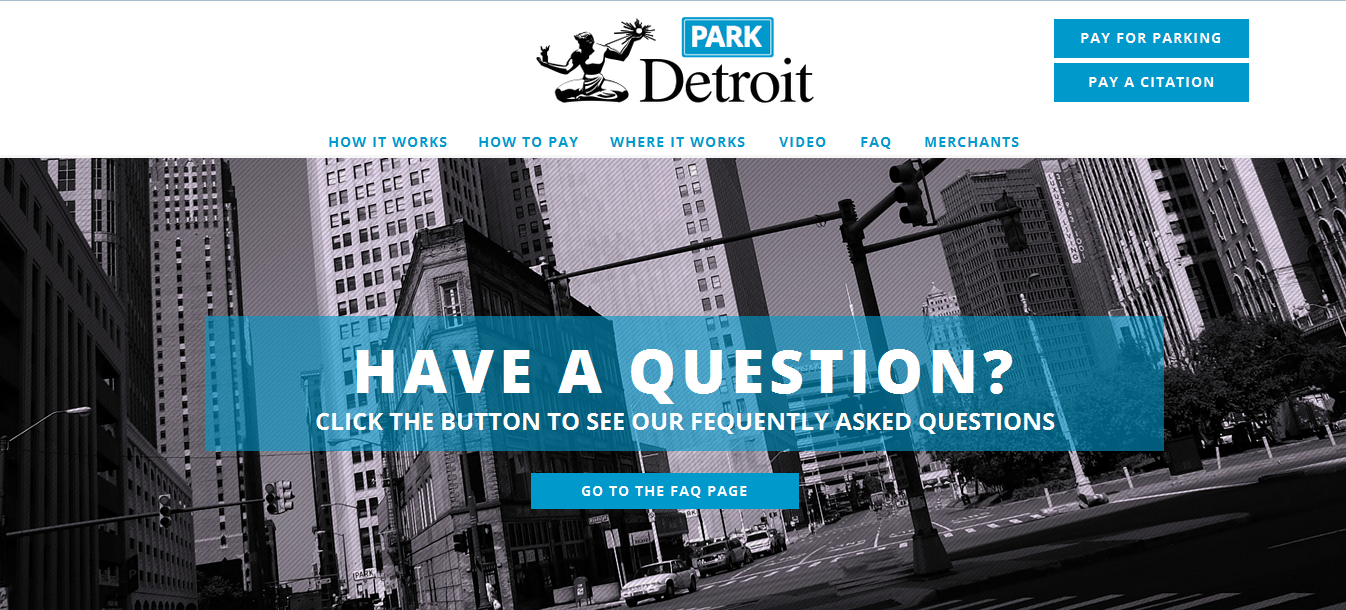 PARK
Detroit
PAY FOR PARKING
PAY A CITATION
HOW IT WORKS HOW TO PAY WHERE IT WORKS VIDEO FAQ MERCHANTS
HAVE A QUESTION?
CLICK THE BUTTON TO SEE OUR FEQUENTLY ASKED QUESTIONS
GO TO THE FAQ PAGE
PARK